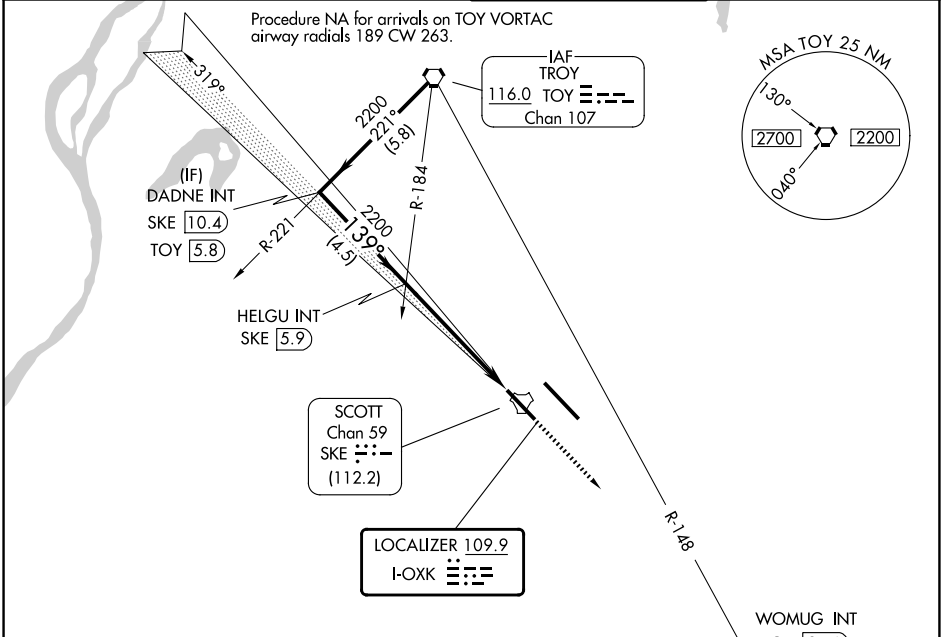 Procedure NA for arrivals on TOY VORTAC
airway radials 189 CW 263.
IAF
TROY
116.0 TOY
Chan 107
MSA TOY 25 NM
130°
2700
2200
040°
319°
2200
221°
(5.8)
R-184
(IF)
DADNE INT
SKE 10.4
TOY 5.8
R-221
2200
139°
(4.5)
HELGU INT
SKE 5.9
SCOTT
Chan 59
SKE
(112.2)
LOCALIZER 109.9
I-OXK
R-148
WOMUG INT